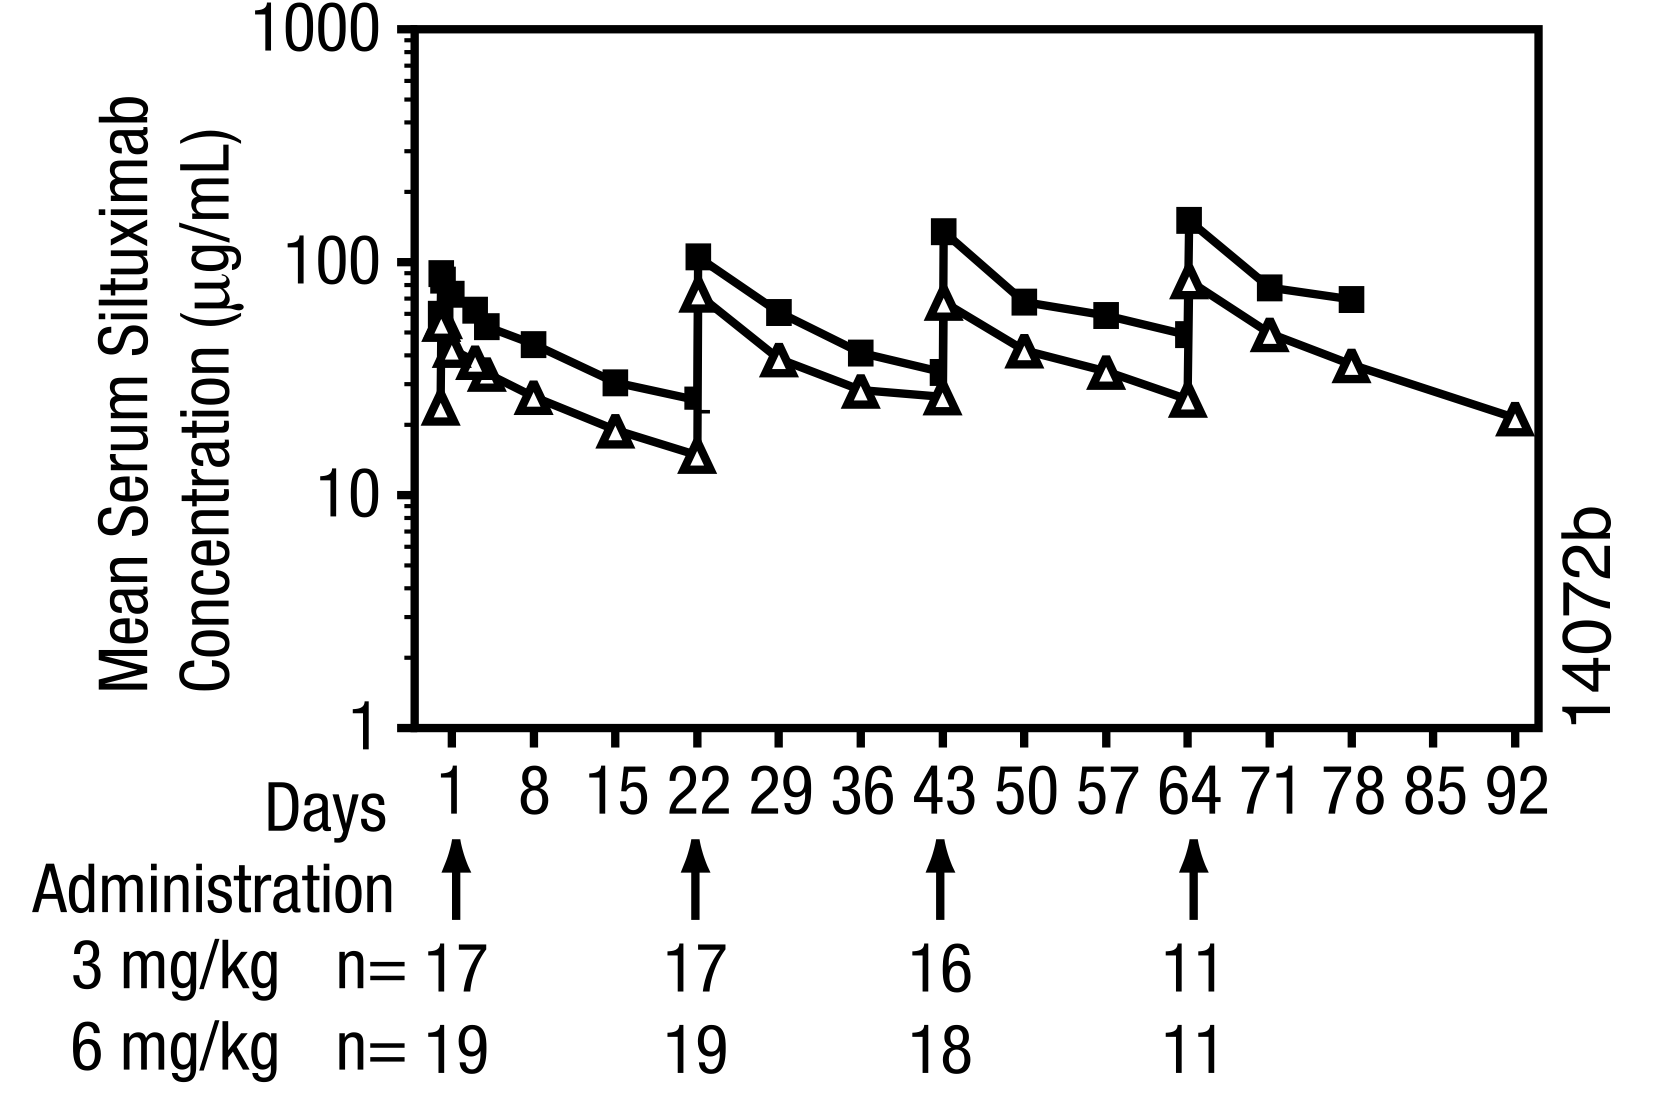 Mean Serum Siltuximab
Concentration (μg/mL)
1000
100
10
1
Days 1 8 15 22 29 36 43 50 57 64 71 78 85 92
Administration
3 mg/kg n= 17 17 16 11
6 mg/kg n= 19 19 18 11
14072b